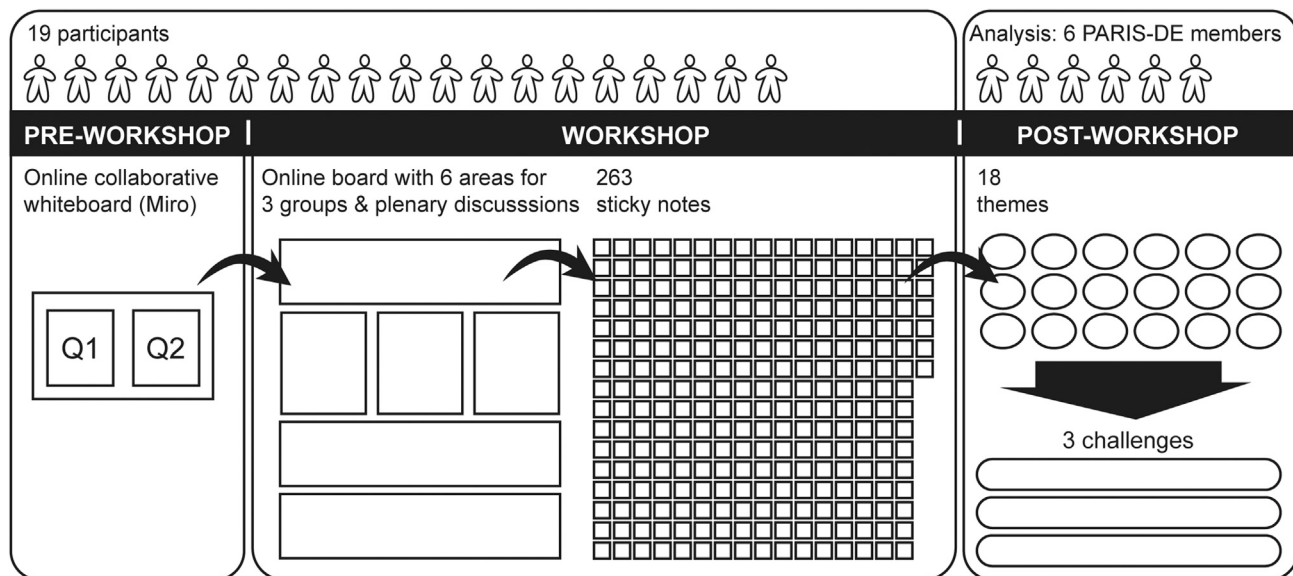 19 participants
Analysis: 6 PARIS-DE members
PRE-WORKSHOP
WORKSHOP
POST-WORKSHOP
Online collaborative
whiteboard (Miro)
Q1
Q2
Online board with 6 areas for
3 groups & plenary discusssions
263
sticky notes
18
themes
3 challenges